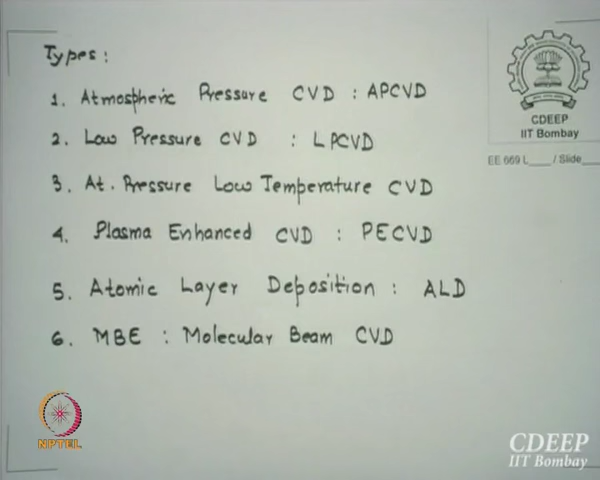 Types:
1. Atmospheric Pressure CVD : APCVD
2. Low Pressure CVD : LPCVD
3. At. Pressure Low Temperature CVD
4. Plasma Enhanced CVD : PECVD
5. Atomic Layer Deposition : ALD
6. MBE : Molecular Beam CVD
CDEEP
IIT Bombay
EE 669 L____ / Slide____
NPTEL
CDEEP
IIT Bombay